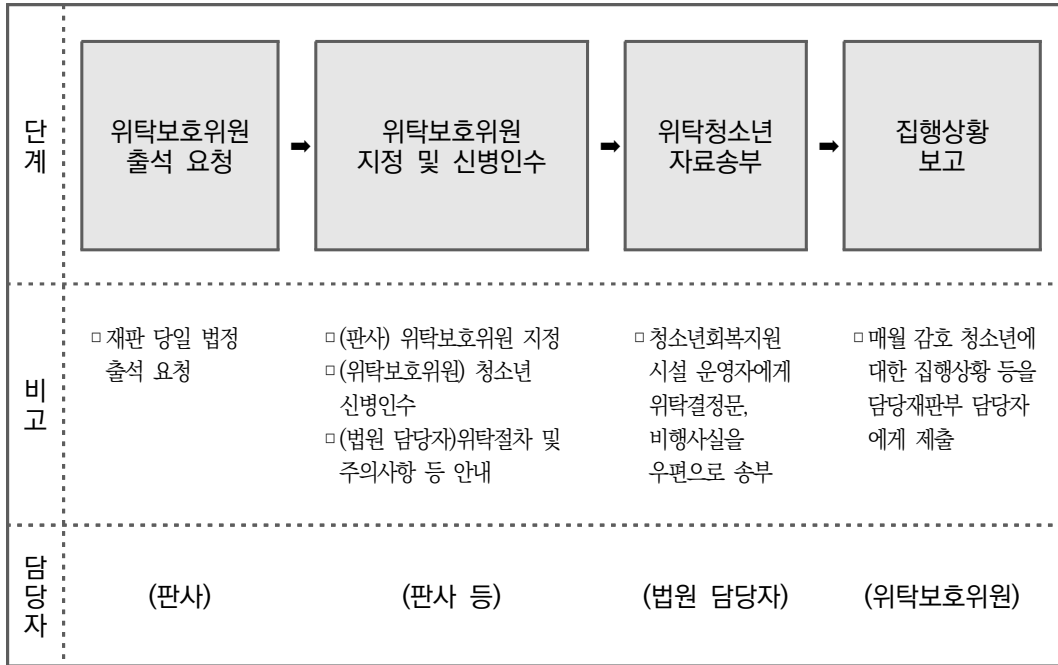 단계
위탁보호위원
출석 요청
➡
위탁보호위원
지정 및 신병인수
➡
위탁청소년
자료송부
➡
집행상황
보고
비고
□ 재판 당일 법정
출석 요청
□ (판사) 위탁보호위원 지정
□ (위탁보호위원) 청소년
신병인수
□ (법원 담당자)위탁절차 및
주의사항 등 안내
□ 청소년회복지원
시설 운영자에게
위탁결정문,
비행사실을
우편으로 송부
□ 매월 감호 청소년에
대한 집행상황 등을
담당재판부 담당자
에게 제출
담당자
(판사)
(판사 등)
(법원 담당자)
(위탁보호위원)